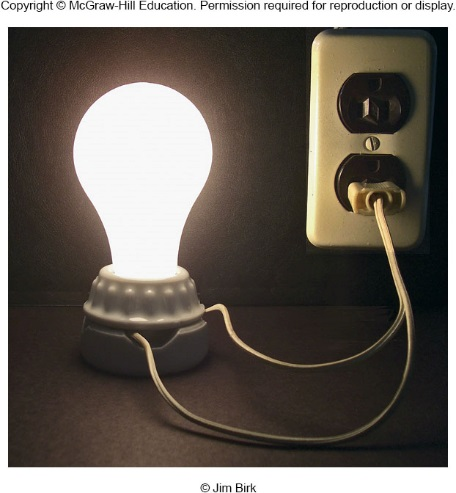 Copyright © McGraw-Hill Education. Permission required for reproduction or display.
© Jim Birk